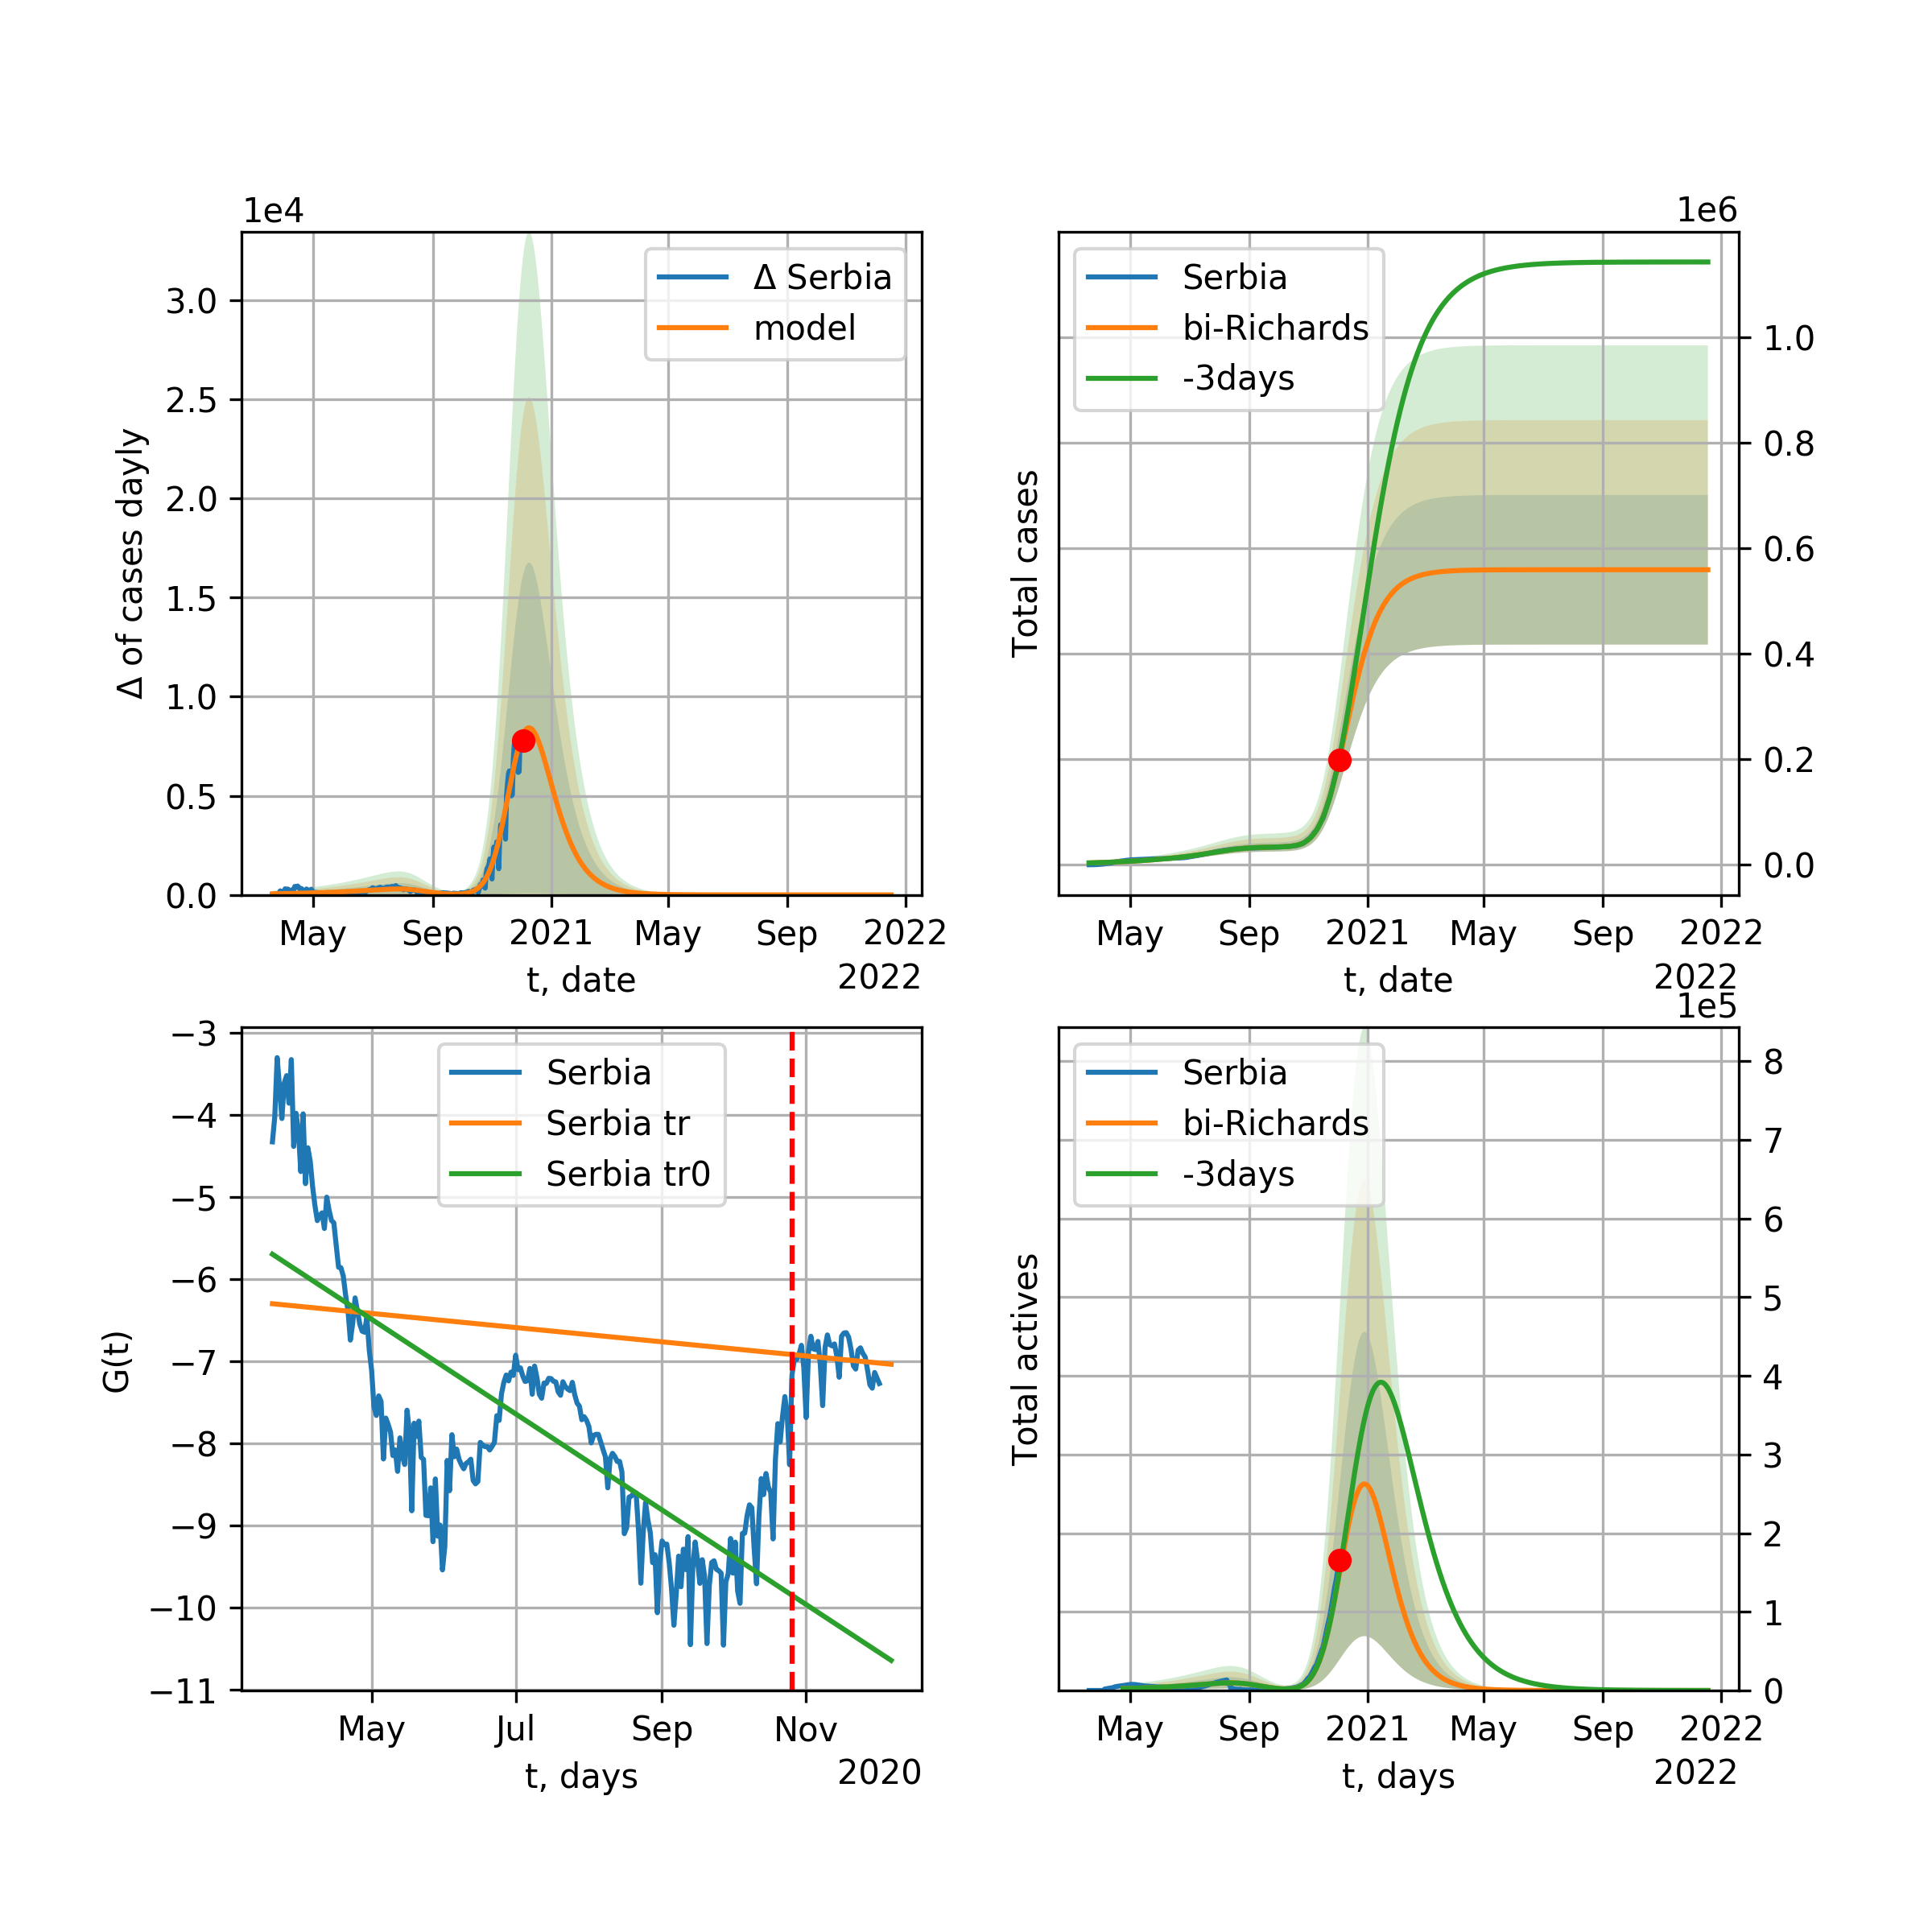 1e4
Δ of cases dayly
3.0
2.5
2.0
1.5
1.0
0.5
0.0
Δ Serbia
model
May Sep 2021 May Sep 2022
t, date
2022
1e6
Total cases
Serbia
bi-Richards
-3days
1.0
0.8
0.6
0.4
0.2
0.0
May Sep 2021 May Sep 2022
t, date
2022
G(t)
−3
−4
−5
−6
−7
−8
−9
−10
−11
Serbia
Serbia tr
Serbia tr0
May Jul Sep Nov
t, days
2020
1e5
Total actives
Serbia
bi-Richards
-3days
8
7
6
5
4
3
2
1
0
May Sep 2021 May Sep 2022
t, days
2022